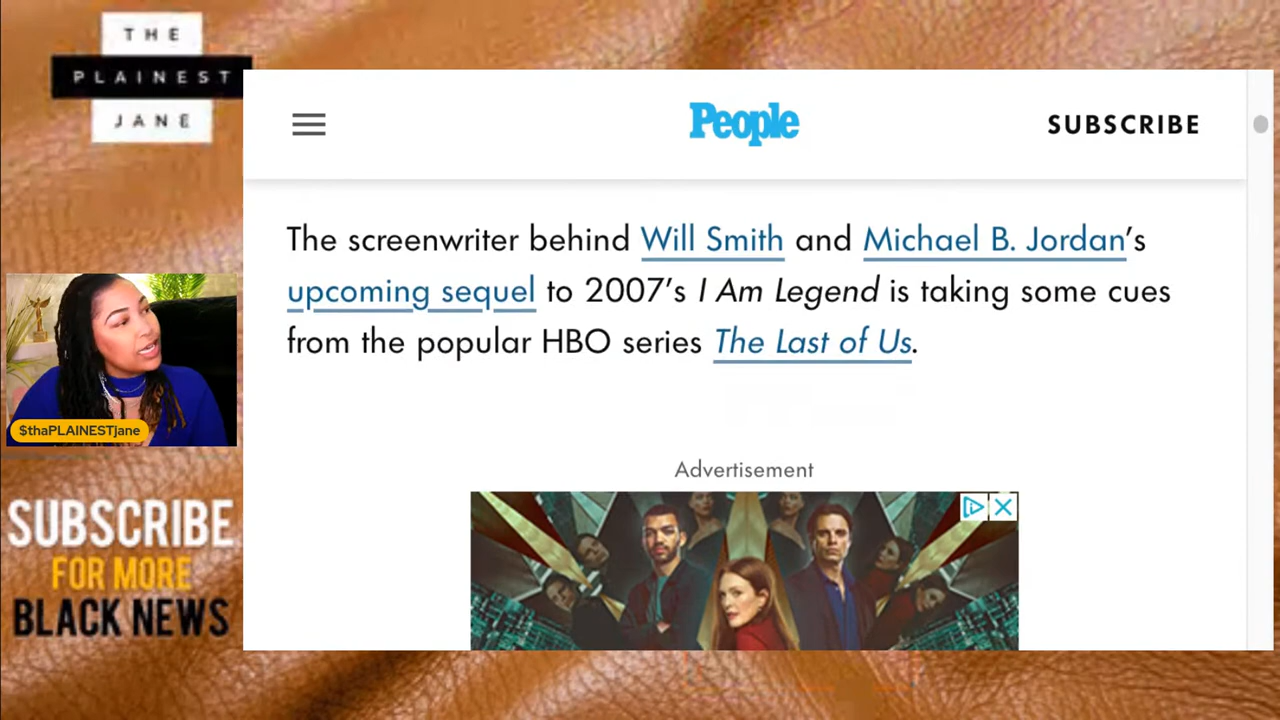 THE
PLAINEST
JANE
People
SUBSCRIBE
The screenwriter behind Will Smith and Michael B. Jordan’s
upcoming sequel to 2007’s I Am Legend is taking some cues
from the popular HBO series The Last of Us.
Advertisement
$thaPLAINESTjane
SUBSCRIBE
FOR MORE
BLACK NEWS